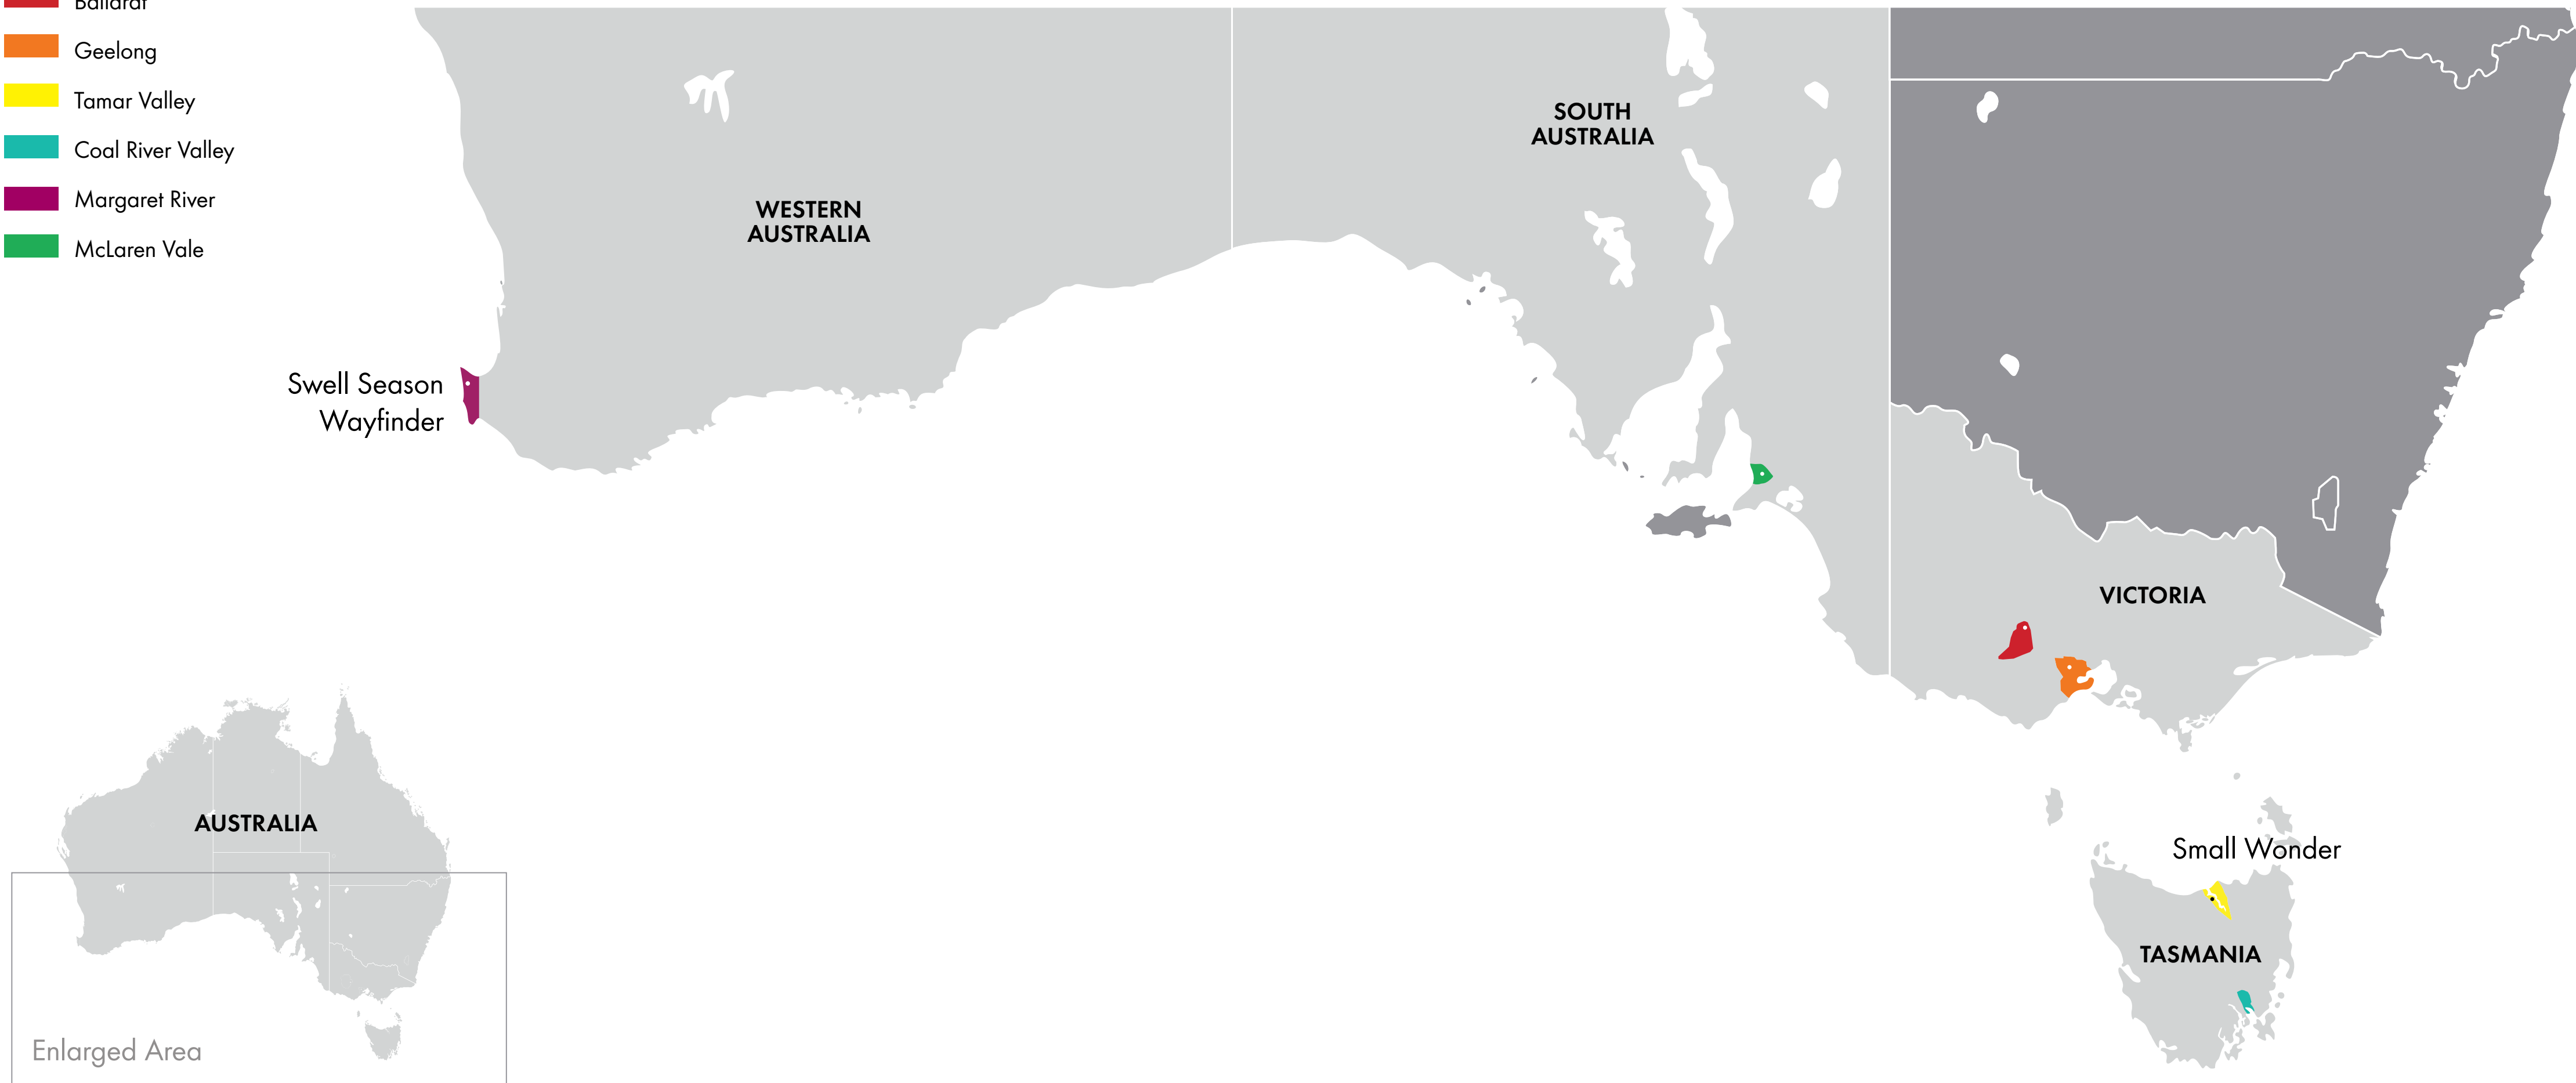 Ballarat
Geelong
Tamar Valley
Coal River Valley
Margaret River
McLaren Vale
WESTERN
AUSTRALIA
SOUTH
AUSTRALIA
Swell Season
Wayfinder
VICTORIA
AUSTRALIA
Small Wonder
TASMANIA
Enlarged Area